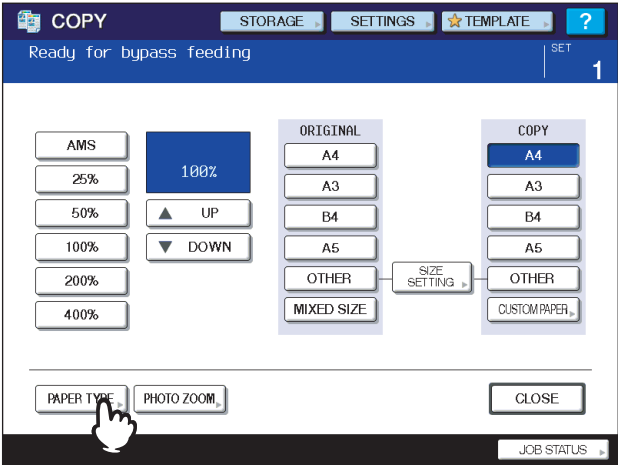 COPY STORAGE SETTINGS TEMPLATE ?
Ready for bypass feeding SET
1
ORIGINAL COPY
AMS A4 A4
25% 100% A3 A3
50% UP B4 B4
100% DOWN A5 A5
200% OTHER SIZE SETTING OTHER
400% MIXED SIZE CUSTOM PAPER
PAPER TYPE PHOTO ZOOM CLOSE
JOB STATUS